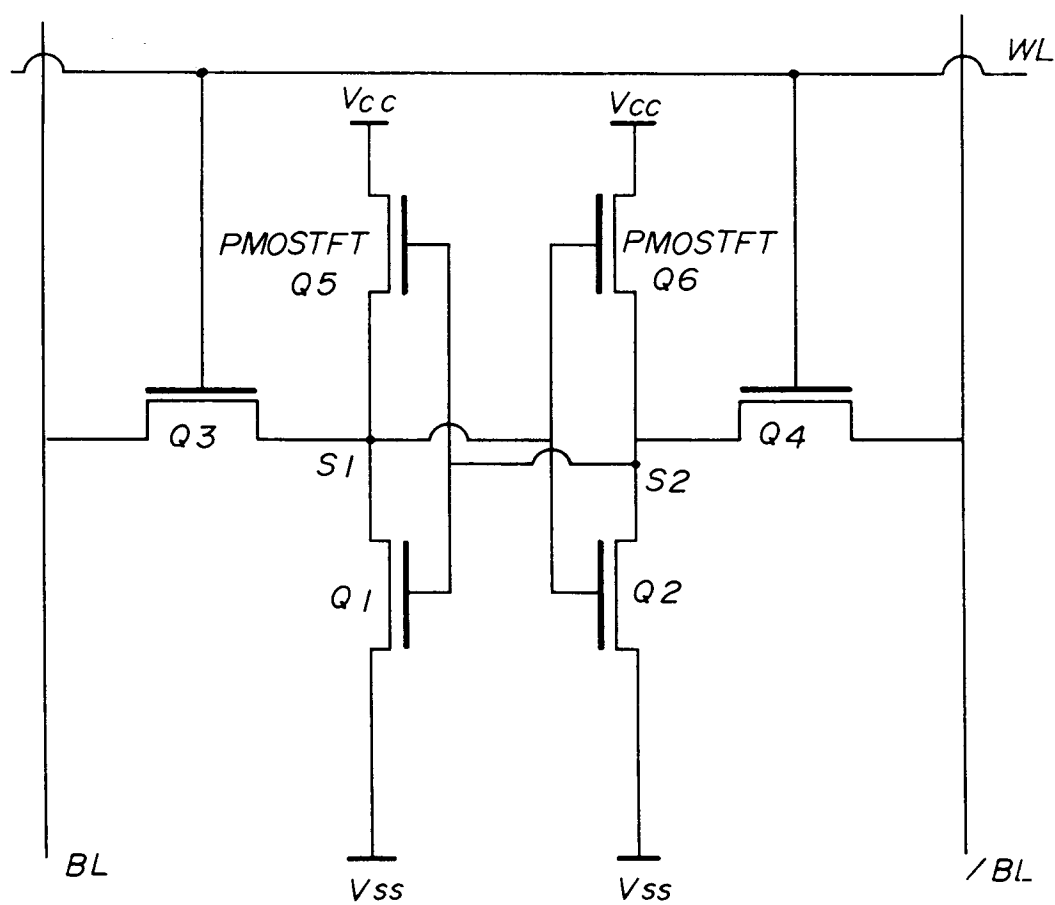 WL
Vcc
Vcc
PMOSTFT
Q5
PMOSTFT
Q6
Q3
Q4
S1
S2
Q1
Q2
BL
/BL
Vss
Vss